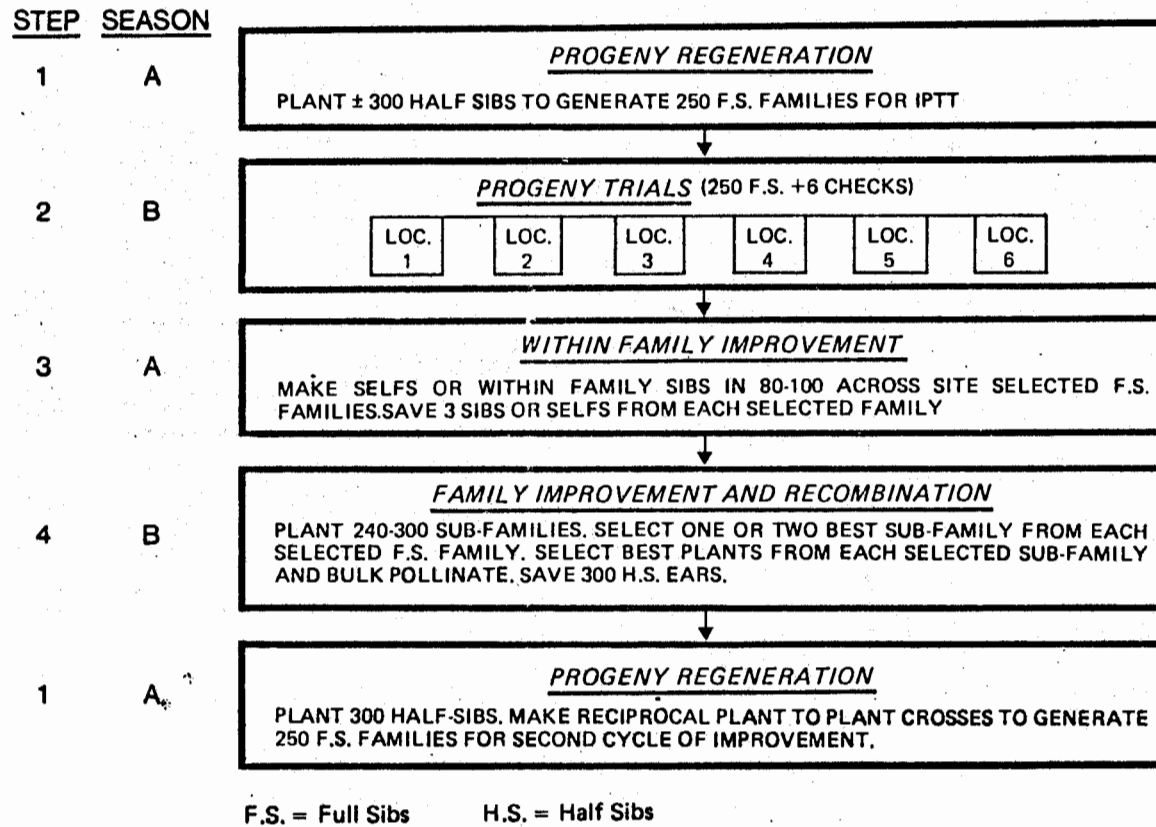 STEP SEASON
1 A
PROGENY REGENERATION
PLANT ± 300 HALF SIBS TO GENERATE 250 F.S. FAMILIES FOR IPTT
2 B
PROGENY TRIALS (250 F.S. +6 CHECKS)
LOC. 1 LOC. 2 LOC. 3 LOC. 4 LOC. 5 LOC. 6
3 A
WITHIN FAMILY IMPROVEMENT
MAKE SELFS OR WITHIN FAMILY SIBS IN 80-100 ACROSS SITE SELECTED F.S.
FAMILIES.SAVE 3 SIBS OR SELFS FROM EACH SELECTED FAMILY
4 B
FAMILY IMPROVEMENT AND RECOMBINATION
PLANT 240-300 SUB-FAMILIES. SELECT ONE OR TWO BEST SUB-FAMILY FROM EACH
SELECTED F.S. FAMILY. SELECT BEST PLANTS FROM EACH SELECTED SUB-FAMILY
AND BULK POLLINATE. SAVE 300 H.S. EARS.
1 A
PROGENY REGENERATION
PLANT 300 HALF-SIBS. MAKE RECIPROCAL PLANT TO PLANT CROSSES TO GENERATE
250 F.S. FAMILIES FOR SECOND CYCLE OF IMPROVEMENT.
F.S. = Full Sibs H.S. = Half Sibs